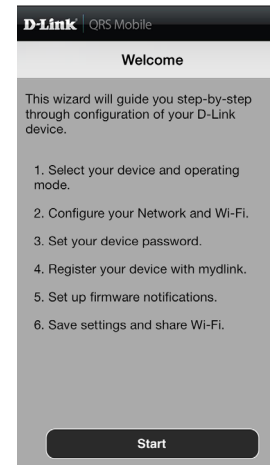 D-Link QRS Mobile
Welcome
This wizard will guide you step-by-step
through configuration of your D-Link
device.
1. Select your device and operating
mode.
2. Configure your Network and Wi-Fi.
3. Set your device password.
4. Register your device with mydlink.
5. Set up firmware notifications.
6. Save settings and share Wi-Fi.
Start